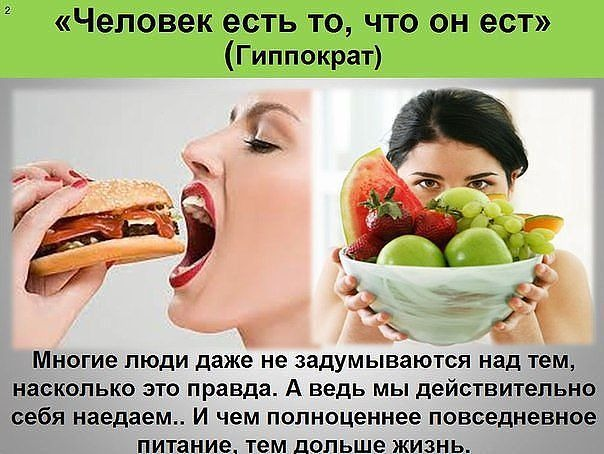 2
«Человек есть то, что он ест»
(Гиппократ)
Многие люди даже не задумываются над тем,
насколько это правда. А ведь мы действительно
себя наедаем.. И чем полноценнее повседневное
питание, тем дольше жизнь.